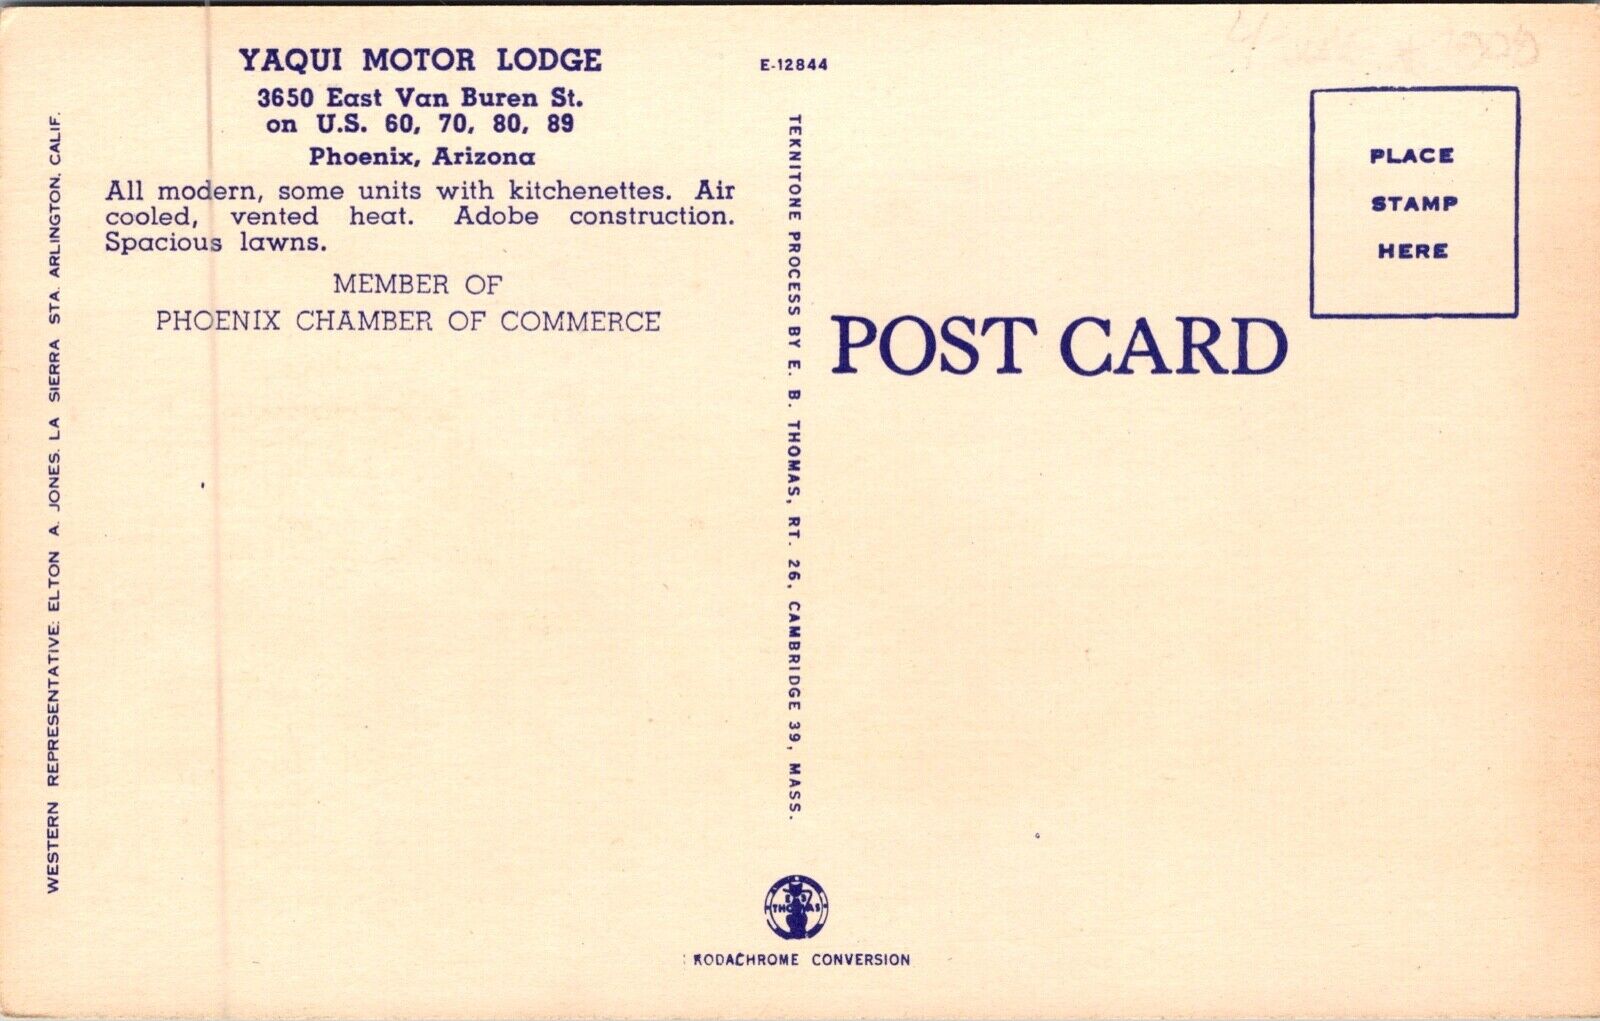 YAQUI MOTOR LODGE
3650 East Van Buren St.
on U.S. 60, 70, 80, 89
Phoenix, Arizona
All modern, some units with kitchenettes. Air
cooled, vented heat. Adobe construction.
Spacious lawns.
MEMBER OF
PHOENIX CHAMBER OF COMMERCE
WESTERN REPRESENTATIVE: ELTON A. JONES. LA SIERRA STA. ARLINGTON, CALIF.
E-12844
TEKNITONE PROCESS BY E. B. THOMAS, RT. 26, CAMBRIDGE 39, MASS.
PLACE
STAMP
HERE
POST CARD
E B
THOMAS
KODACHROME CONVERSION